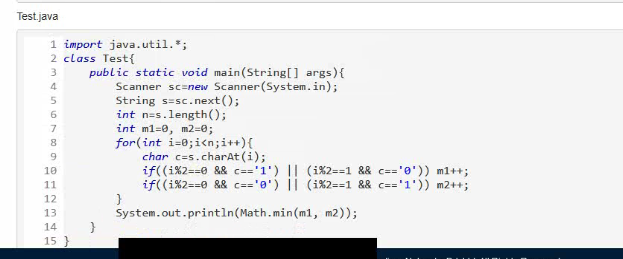 Test.java
1 import java.util.*;
2 class Test{
3     public static void main(String[] args){
4         Scanner sc=new Scanner(System.in);
5         String s=sc.next();
6         int n=s.length();
7         int m1=0, m2=0;
8         for(int i=0;i<n;i++){
9             char c=s.charAt(i);
10             if((i%2==0 && c=='1') || (i%2==1 && c=='0')) m1++;
11             if((i%2==0 && c=='0') || (i%2==1 && c=='1')) m2++;
12         }
13         System.out.println(Math.min(m1, m2));
14     }
15 }